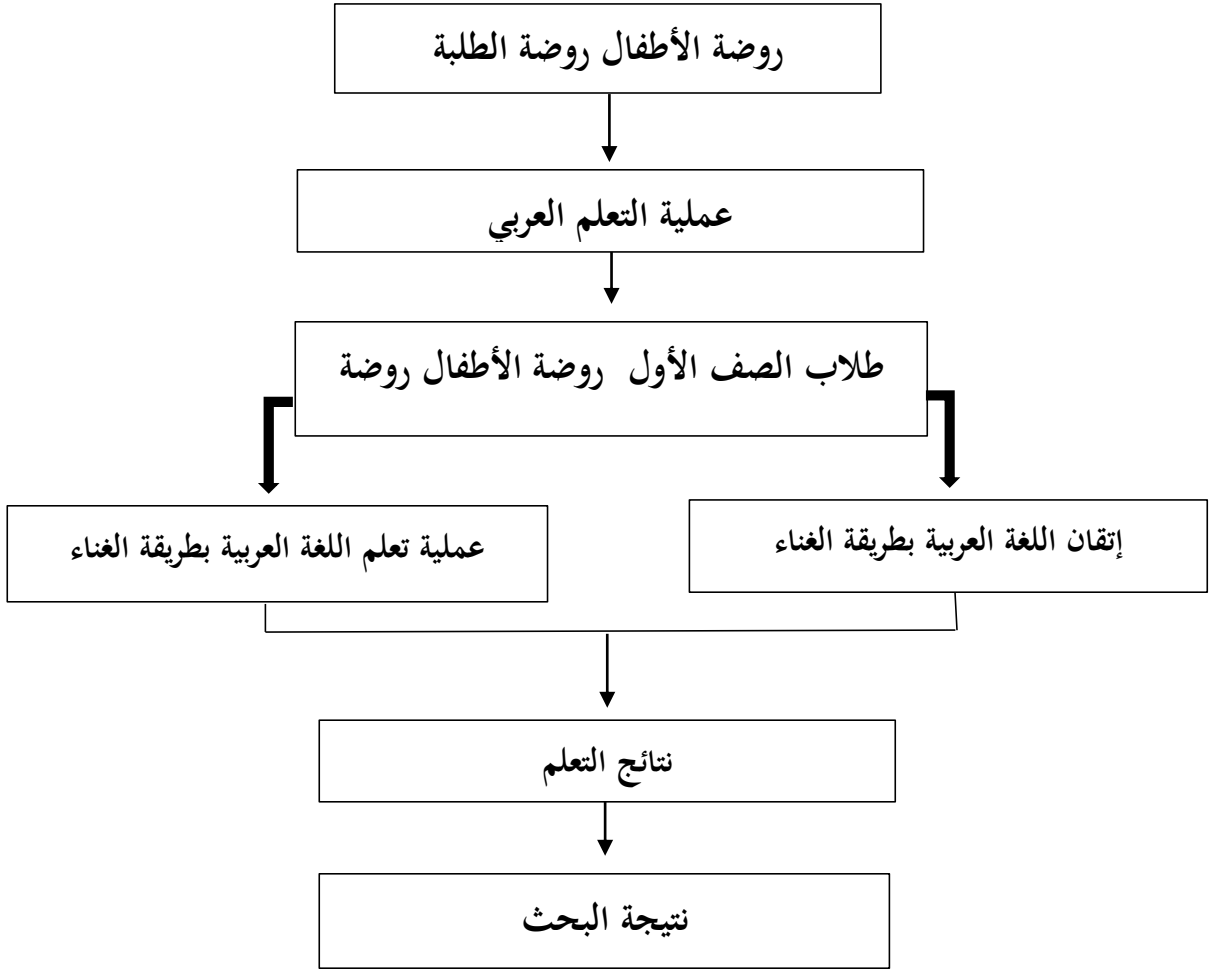 روضة الأطفال روضة الطلبة
عملية التعلم العربي
طلاب الصف الأول روضة الأطفال روضة
إتقان اللغة العربية بطريقة الغناء
عملية تعلم اللغة العربية بطريقة الغناء
نتائج التعلم
نتيجة البحث